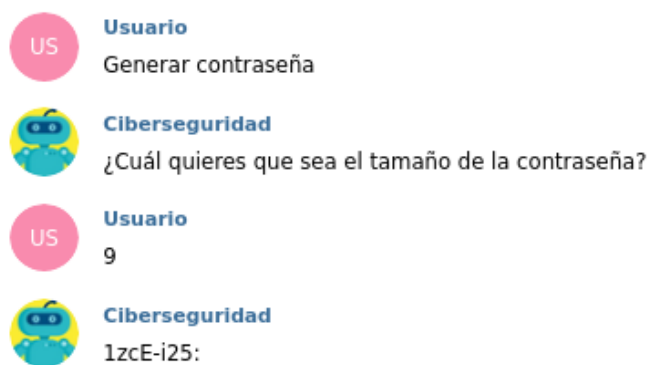 US
Usuario
Generar contraseña
Ciberseguridad
¿Cuál quieres que sea el tamaño de la contraseña?
US
Usuario
9
Ciberseguridad
1zcE-i25: